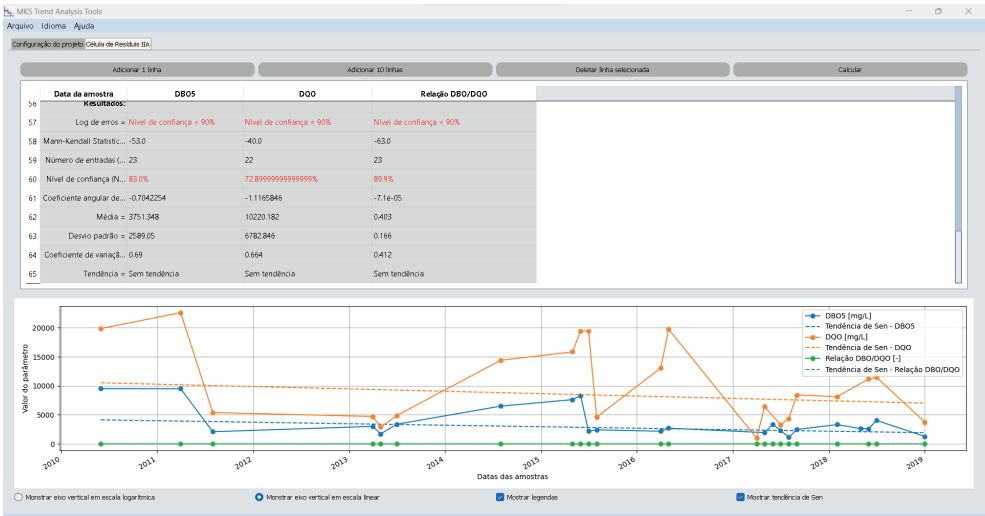 MKS Trend Analysis Tools
Arquivo Idioma Ajuda
Configuração do projeto Célula de Resíduos IIA
Adicionar 1 linha Adicionar 10 linhas Deletar linha selecionada Calcular
Data da amostra DBO5 DQO Relação DBO/DQO
56 Resultados:
57 Log de erros = Nível de confiança < 90% Nível de confiança < 90% Nível de confiança < 90%
58 Mann-Kendall Statistic... -53.0 -40.0 -63.0
59 Número de entradas (... 23 22 23
60 Nível de confiança (N... 83.0% 72.89999999999999% 89.9%
61 Coeficiente angular de... -0.7042254 -1.1165846 -7.1e-05
62 Média = 3751.348 10220.182 0.403
63 Desvio padrão = 2589.05 6782.846 0.166
64 Coeficiente de variaçã... 0.69 0.664 0.412
65 Tendência = Sem tendência Sem tendência Sem tendência
Valor do parâmetro
20000
15000
10000
5000
0
DBO5 [mg/L]
Tendência de Sen - DBO5
DQO [mg/L]
Tendência de Sen - DQO
Relação DBO/DQO [-]
Tendência de Sen - Relação DBO/DQO
2010 2011 2012 2013 2014 2015 2016 2017 2018 2019
Datas das amostras
Monstrar eixo vertical em escala logarítmica Monstrar eixo vertical em escala linear Mostrar legendas Mostrar tendência de Sen